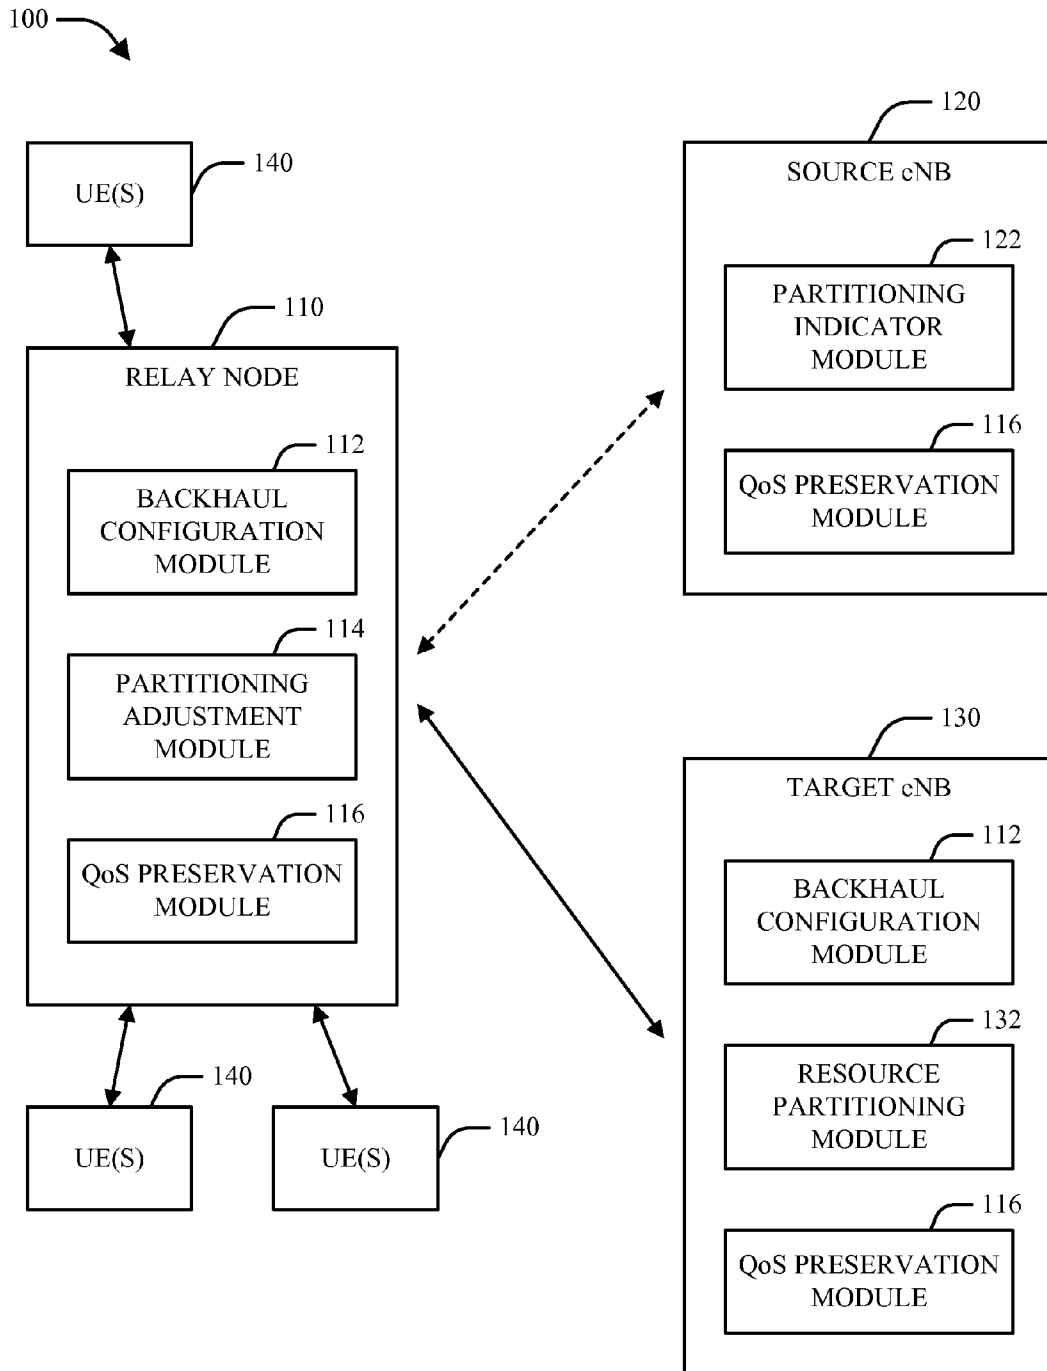 100
120
SOURCE eNB
122
PARTITIONING
INDICATOR
MODULE
116
QoS PRESERVATION
MODULE
140
UE(S)
110
RELAY NODE
112
BACKHAUL
CONFIGURATION
MODULE
114
PARTITIONING
ADJUSTMENT
MODULE
116
QoS PRESERVATION
MODULE
130
TARGET eNB
112
BACKHAUL
CONFIGURATION
MODULE
132
RESOURCE
PARTITIONING
MODULE
116
QoS PRESERVATION
MODULE
140
UE(S)
140
UE(S)